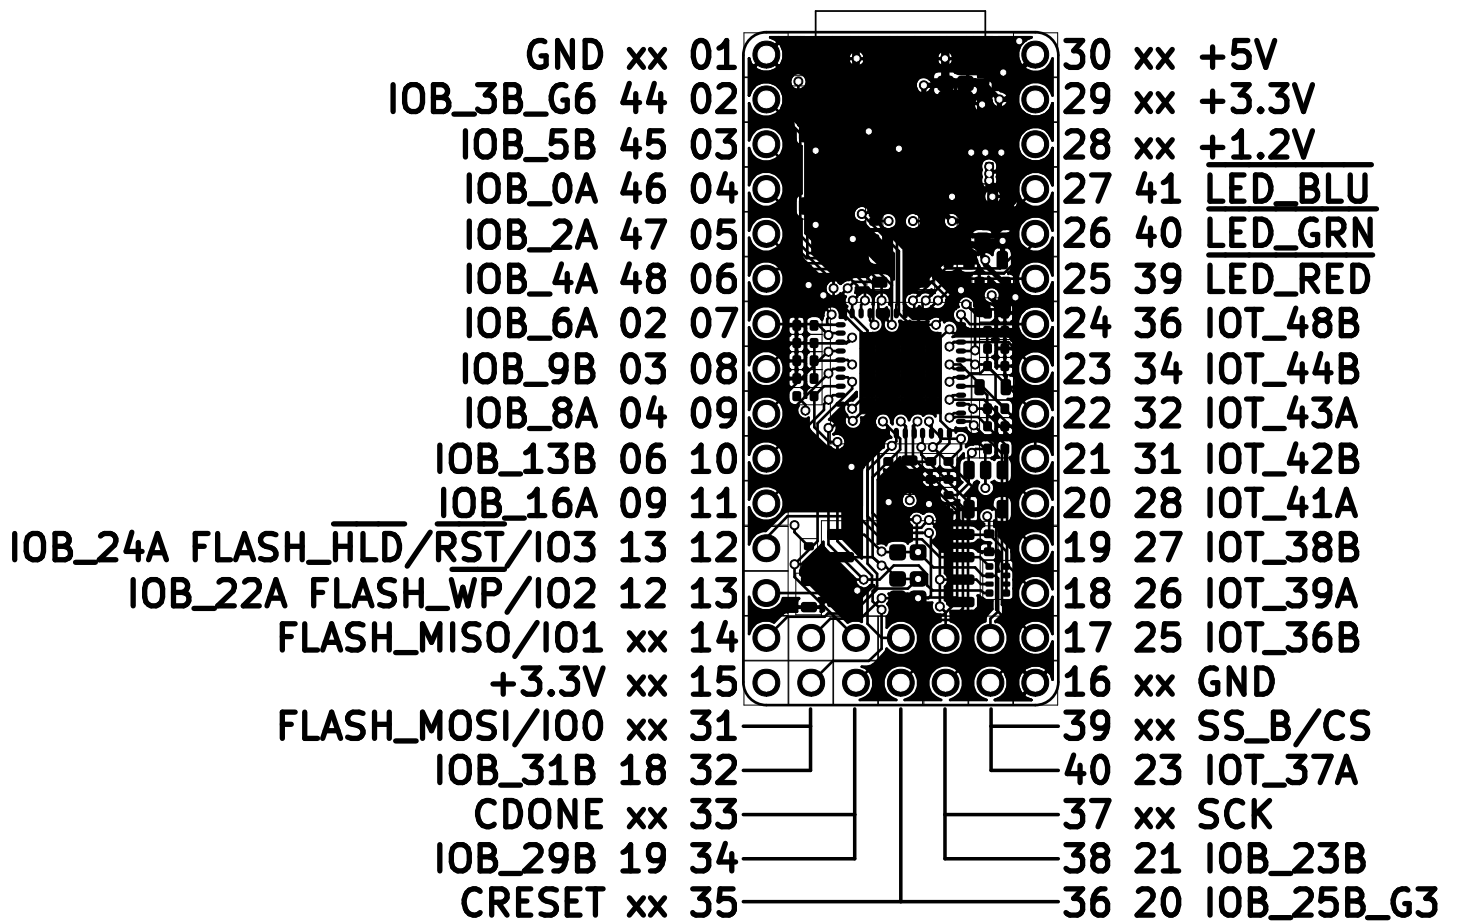 GND xx 01 30 xx +5V
IOB_3B_G6 44 02 29 xx +3.3V
IOB_5B 45 03 28 xx +1.2V
IOB_0A 46 04 27 41 LED_BLU
IOB_2A 47 05 26 40 LED_GRN
IOB_4A 48 06 25 39 LED_RED
IOB_6A 02 07 24 36 IOT_48B
IOB_9B 03 08 23 34 IOT_44B
IOB_8A 04 09 22 32 IOT_43A
IOB_13B 06 10 21 31 IOT_42B
IOB_16A 09 11 20 28 IOT_41A
IOB_24A FLASH_HLD/RST/IO3 13 12 19 27 IOT_38B
IOB_22A FLASH_WP/IO2 12 13 18 26 IOT_39A
FLASH_MISO/IO1 xx 14 17 25 IOT_36B
+3.3V xx 15 16 xx GND
FLASH_MOSI/IO0 xx 31 39 xx SS_B/CS
IOB_31B 18 32 40 23 IOT_37A
CDONE xx 33 37 xx SCK
IOB_29B 19 34 38 21 IOB_23B
CRESET xx 35 36 20 IOB_25B_G3